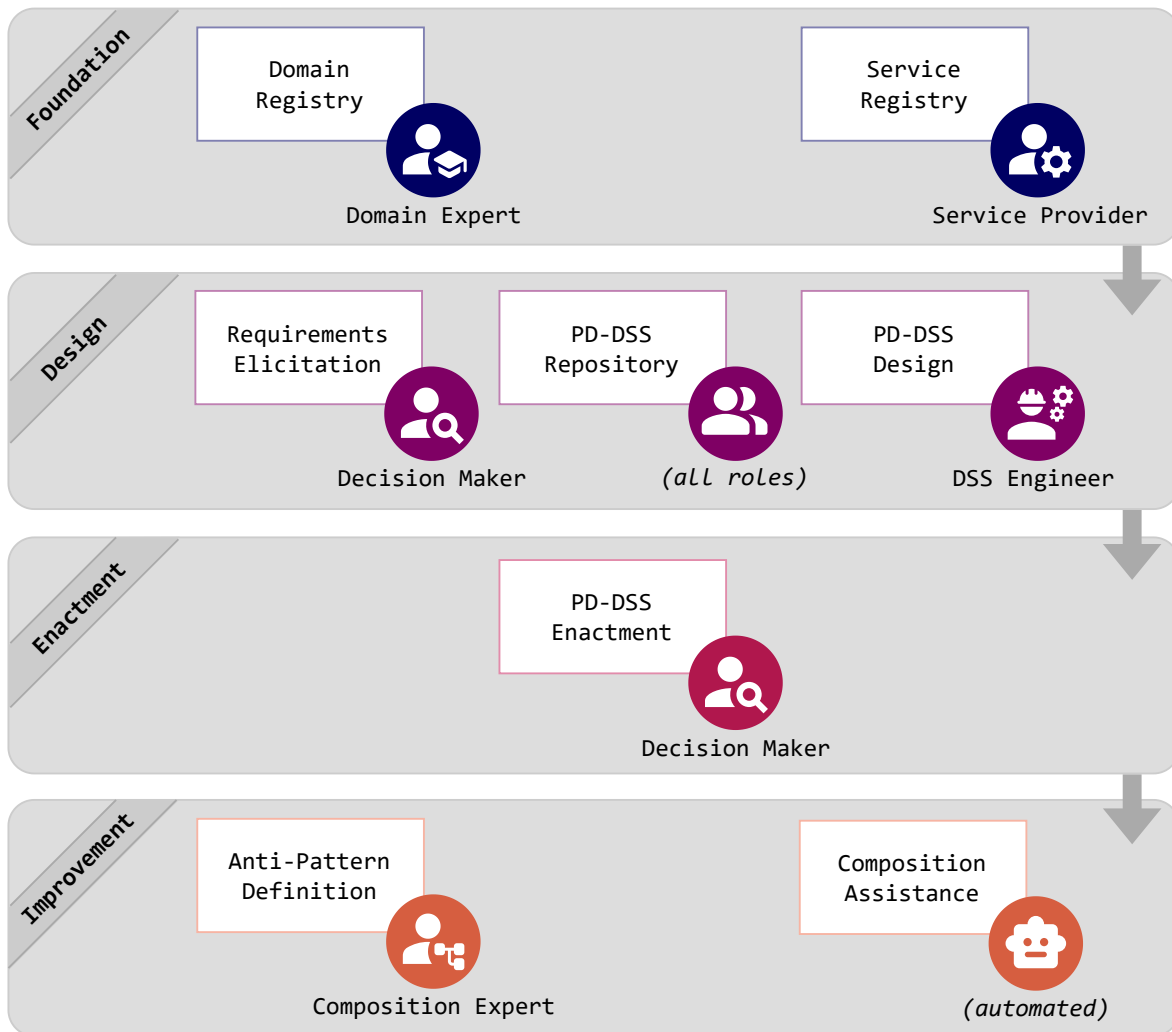 Foundation
Domain
Registry
Domain Expert
Service
Registry
Service Provider
Design
Requirements
Elicitation
Decision Maker
PD-DSS
Repository
(all roles)
PD-DSS
Design
DSS Engineer
Enactment
PD-DSS
Enactment
Decision Maker
Improvement
Anti-Pattern
Definition
Composition Expert
Composition
Assistance
(automated)